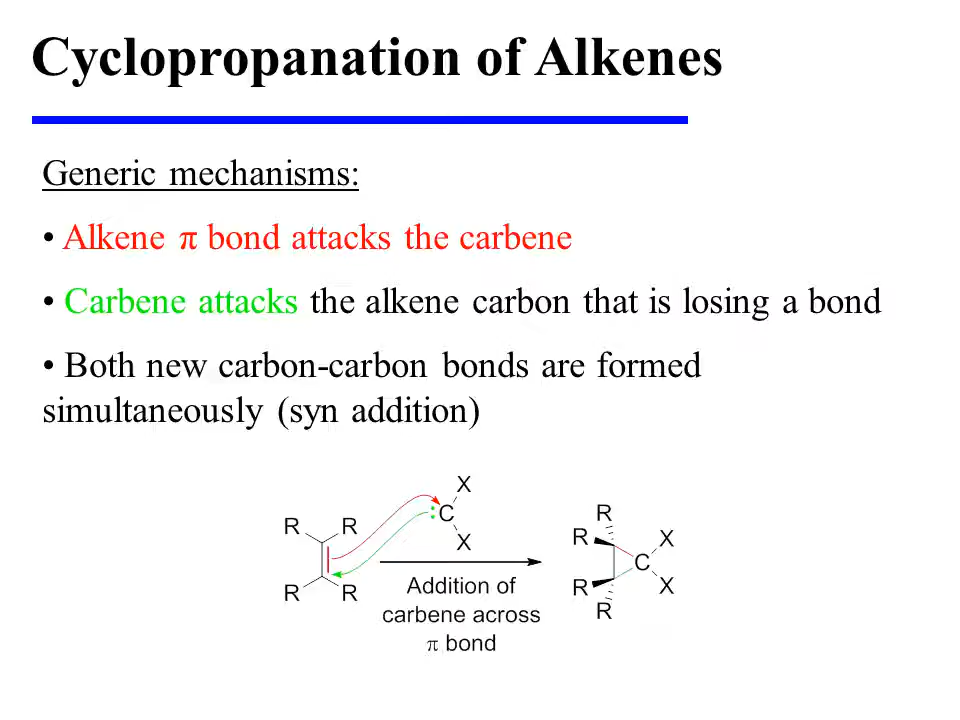 Cyclopropanation of Alkenes
Generic mechanisms:
• Alkene π bond attacks the carbene
• Carbene attacks the alkene carbon that is losing a bond
• Both new carbon-carbon bonds are formed
simultaneously (syn addition)
X
R R :C
X
R R
Addition of
carbene across
π bond
R
R X
C
R X
R